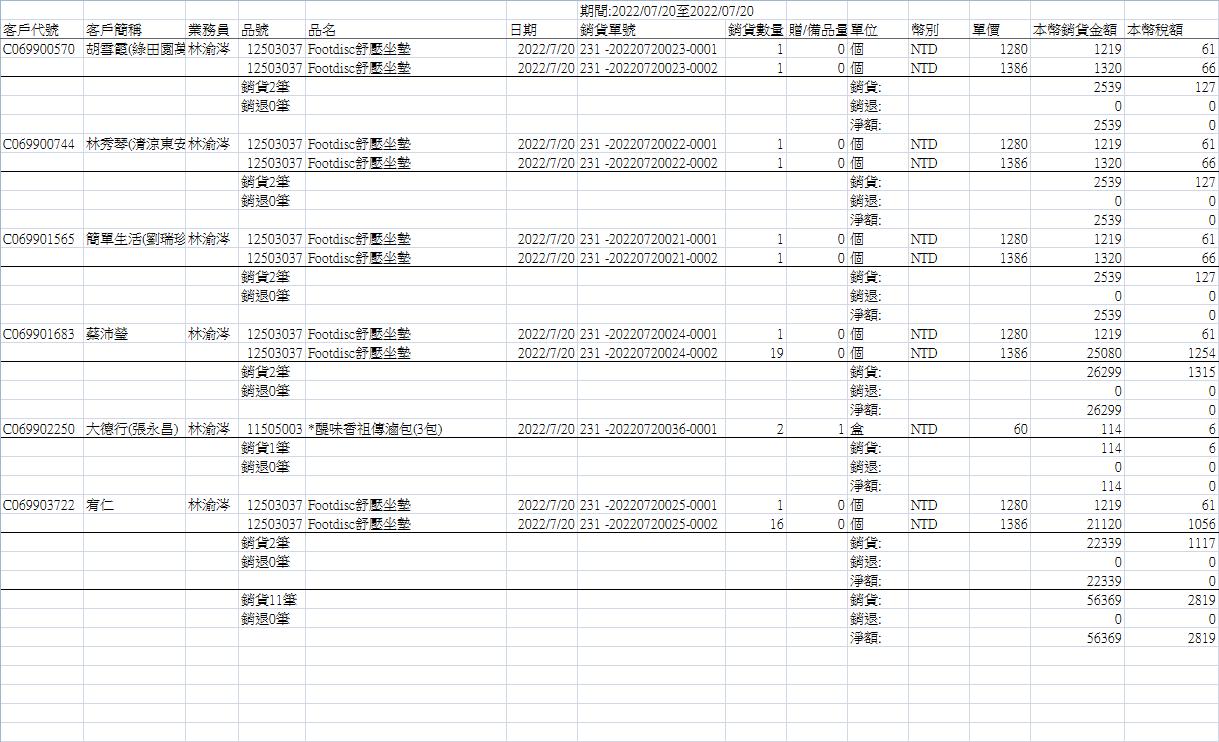 期間:2022/07/20至2022/07/20
客戶代號 客戶簡稱 業務員 品號 品名 日期 銷貨單號 銷貨數量 贈/備品量 單位 幣別 單價 本幣銷貨金額 本幣稅額
C069900570 胡雪霞(綠田園 林渝涔 12503037 Footdisc舒壓坐墊 2022/7/20 231 -20220720023-0001 1 0 個 NTD 1280 1219 61
12503037 Footdisc舒壓坐墊 2022/7/20 231 -20220720023-0002 1 0 個 NTD 1386 1320 66
銷貨2筆 銷貨: 2539 127
銷退0筆 銷退: 0 0
淨額: 2539 0
C069900744 林秀琴(清涼東安 林渝涔 12503037 Footdisc舒壓坐墊 2022/7/20 231 -20220720022-0001 1 0 個 NTD 1280 1219 61
12503037 Footdisc舒壓坐墊 2022/7/20 231 -20220720022-0002 1 0 個 NTD 1386 1320 66
銷貨2筆 銷貨: 2539 127
銷退0筆 銷退: 0 0
淨額: 2539 0
C069901565 簡單生活(劉瑞珍 林渝涔 12503037 Footdisc舒壓坐墊 2022/7/20 231 -20220720021-0001 1 0 個 NTD 1280 1219 61
12503037 Footdisc舒壓坐墊 2022/7/20 231 -20220720021-0002 1 0 個 NTD 1386 1320 66
銷貨2筆 銷貨: 2539 127
銷退0筆 銷退: 0 0
淨額: 2539 0
C069901683 蔡沛螢 林渝涔 12503037 Footdisc舒壓坐墊 2022/7/20 231 -20220720024-0001 1 0 個 NTD 1280 1219 61
12503037 Footdisc舒壓坐墊 2022/7/20 231 -20220720024-0002 19 0 個 NTD 1386 25080 1254
銷貨2筆 銷貨: 26299 1315
銷退0筆 銷退: 0 0
淨額: 26299 0
C069902250 大德行(張永昌) 林渝涔 11505003 *醍味香祖傳滷包(3包) 2022/7/20 231 -20220720036-0001 2 1 盒 NTD 60 114 6
銷貨1筆 銷貨: 114 6
銷退0筆 銷退: 0 0
淨額: 114 0
C069903722 宥仁 林渝涔 12503037 Footdisc舒壓坐墊 2022/7/20 231 -20220720025-0001 1 0 個 NTD 1280 1219 61
12503037 Footdisc舒壓坐墊 2022/7/20 231 -20220720025-0002 16 0 個 NTD 1386 21120 1056
銷貨2筆 銷貨: 22339 1117
銷退0筆 銷退: 0 0
淨額: 22339 0
銷貨11筆 銷貨: 56369 2819
銷退0筆 銷退: 0 0
淨額: 56369 2819